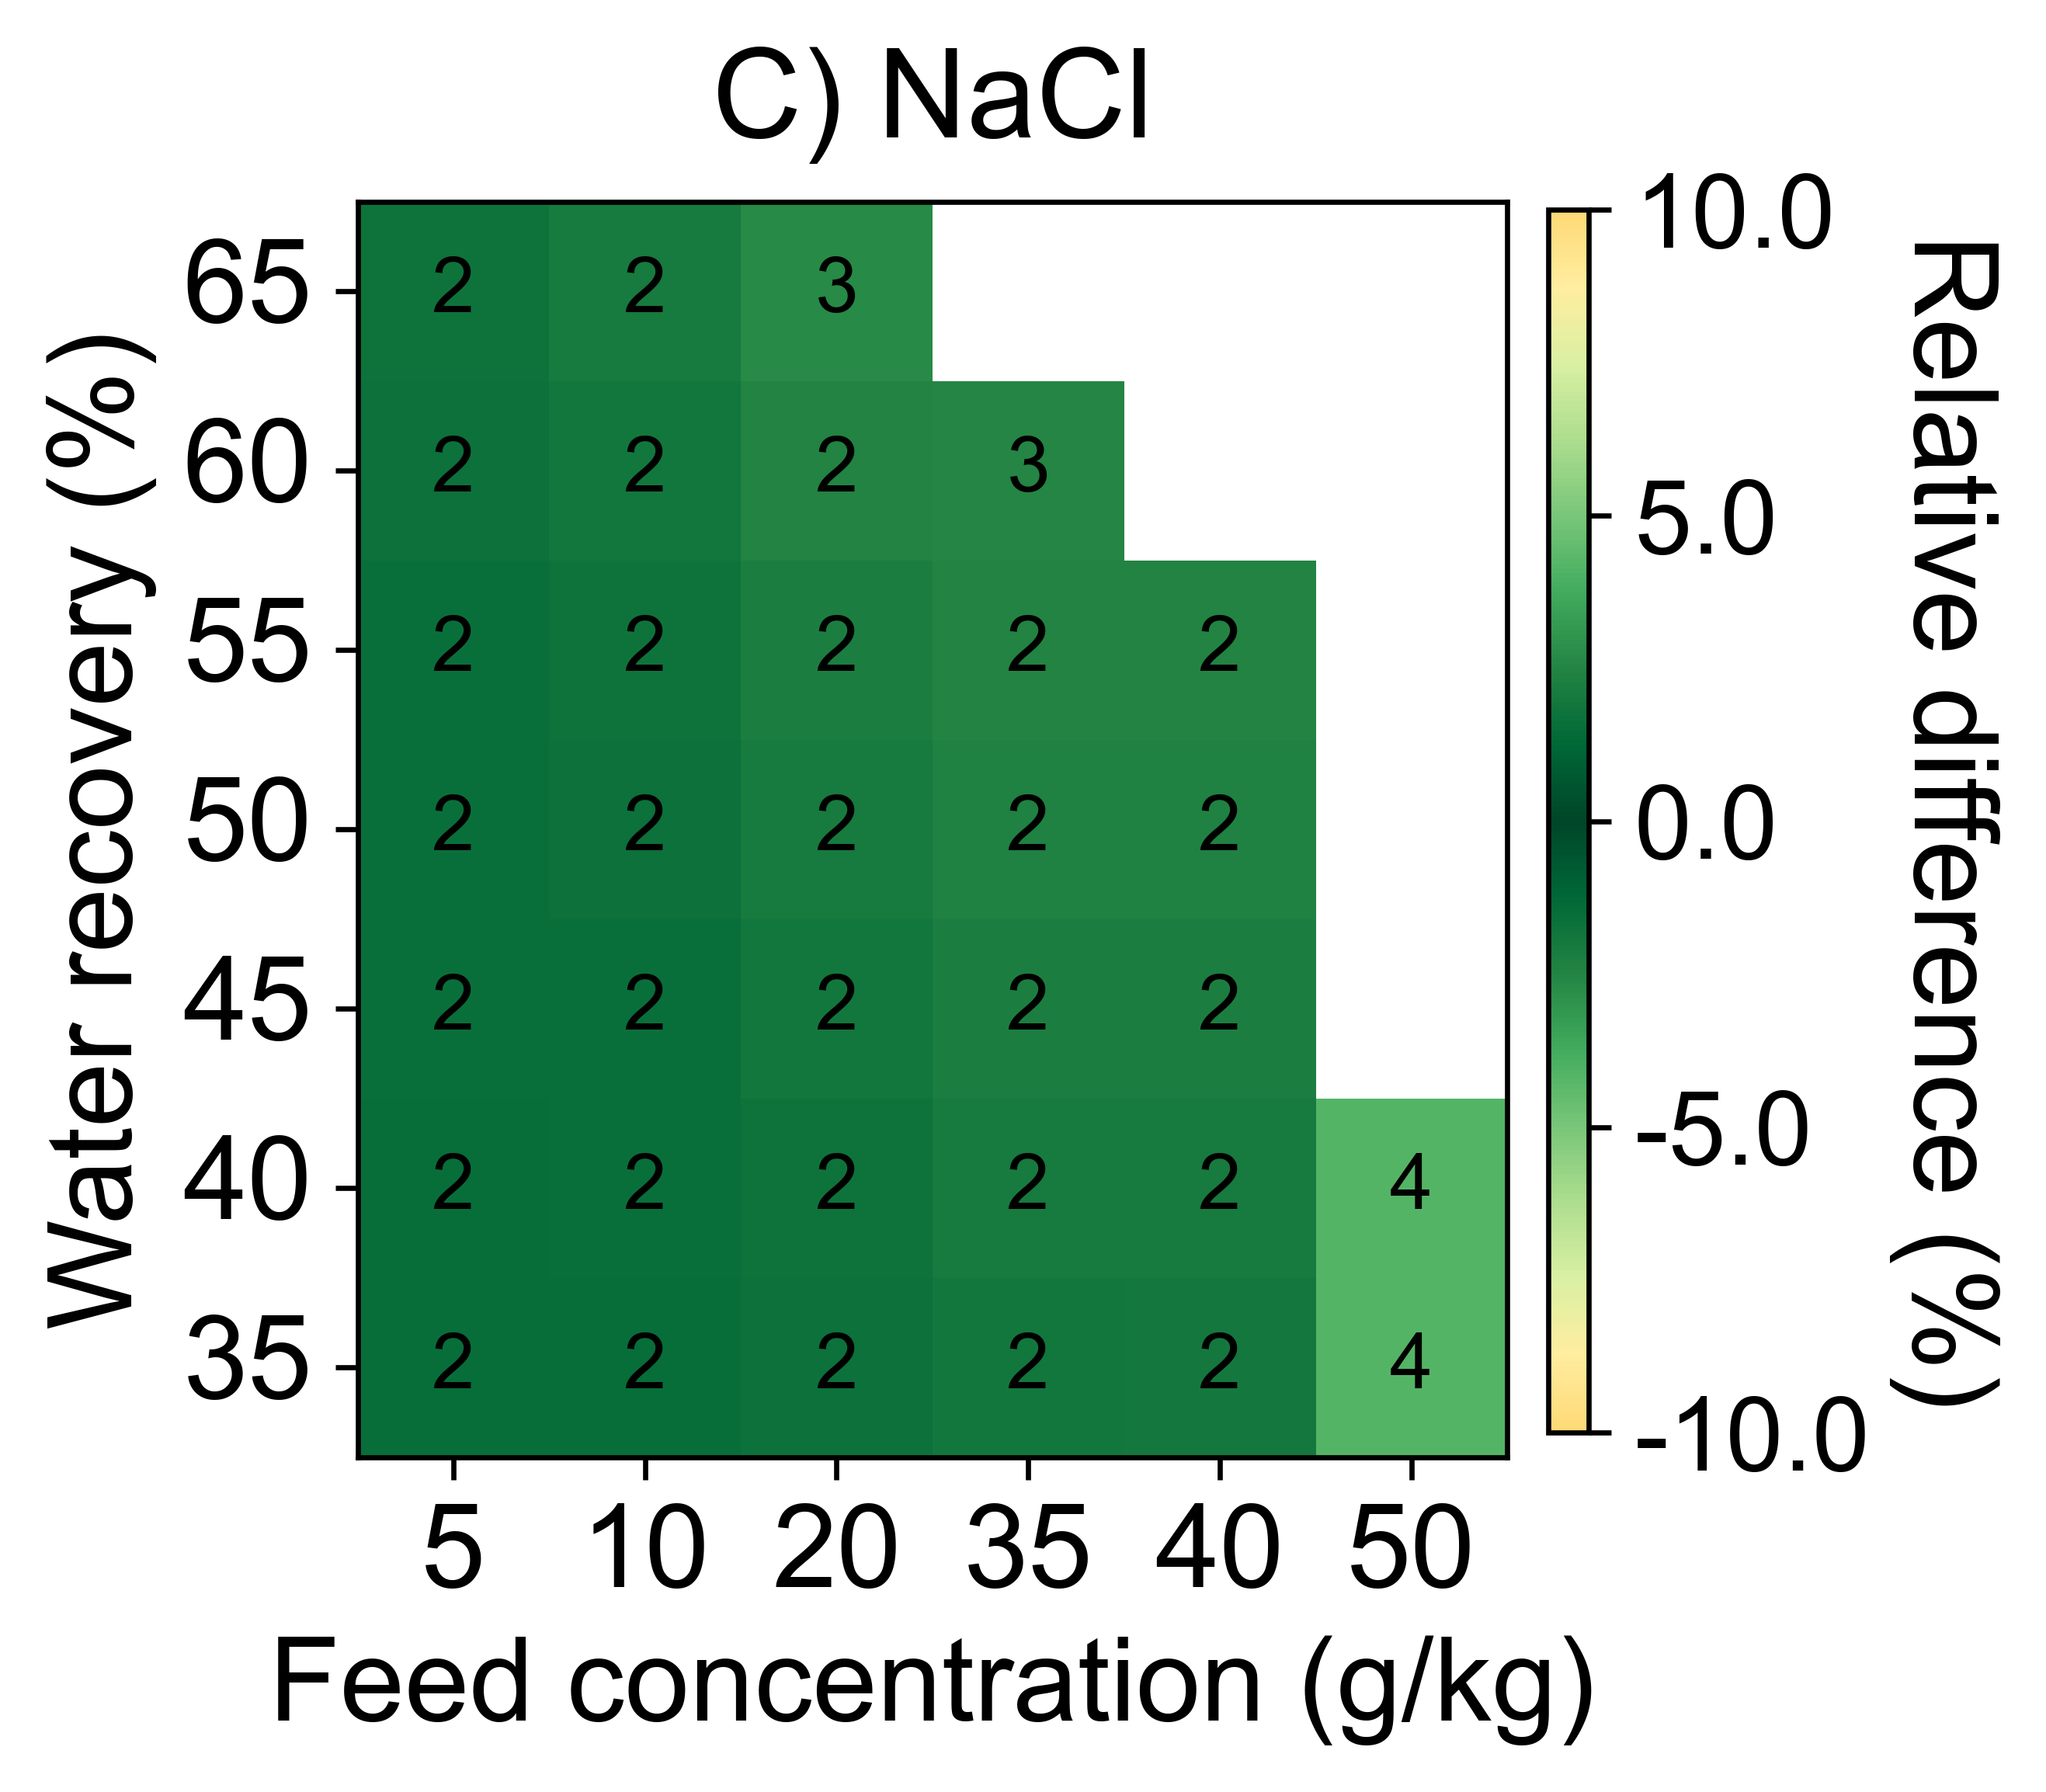 C) NaCl
Water recovery (%)
65 2 2 3
60 2 2 2 3
55 2 2 2 2 2
50 2 2 2 2 2
45 2 2 2 2 2
40 2 2 2 2 2 4
35 2 2 2 2 2 4
5 10 20 35 40 50
Feed concentration (g/kg)
10.0
5.0
0.0
-5.0
-10.0
Relative difference (%)